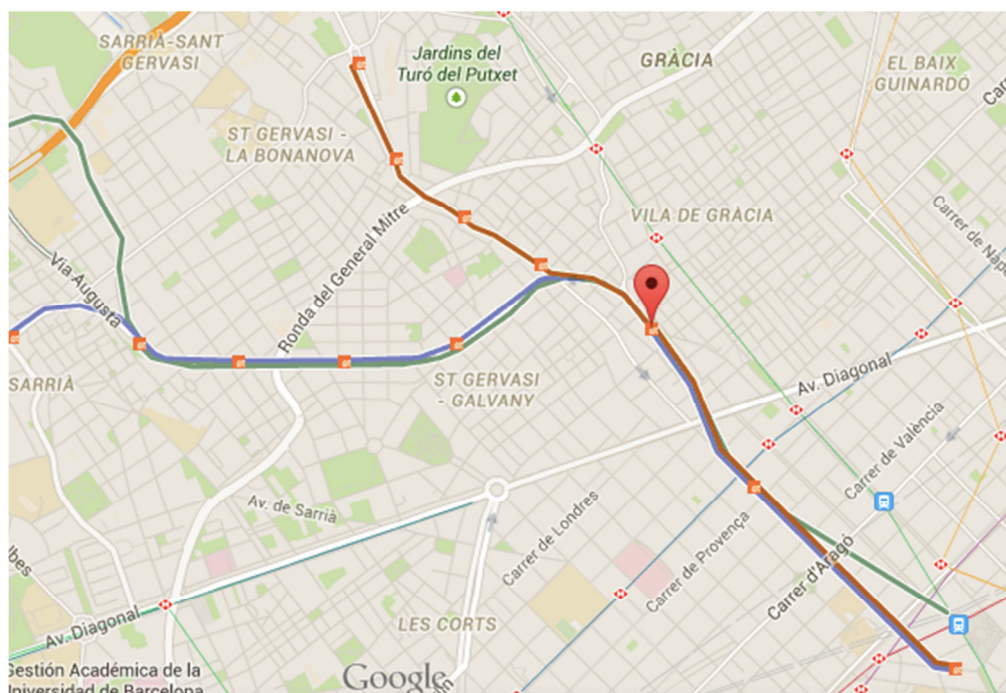 SARRIÀ-SANT
GERVASI
Jardins del
Turó del Putxet
GRÀCIA
EL BAIX
GUINARDÓ
ST GERVASI -
LA BONANOVA
Carrer de Nàp
VILA DE GRÀCIA
Ronda del General Mitre
Via Augusta
SARRIÀ
ST GERVASI
- GALVANY
Av. Diagonal
Carrer de València
Av. de Sarrià
Carrer de Londres
Carrer de Provença
Carrer d'Aragó
Av. Diagonal
LES CORTS
Gestión Académica de la
Universidad de Barcelona
Google